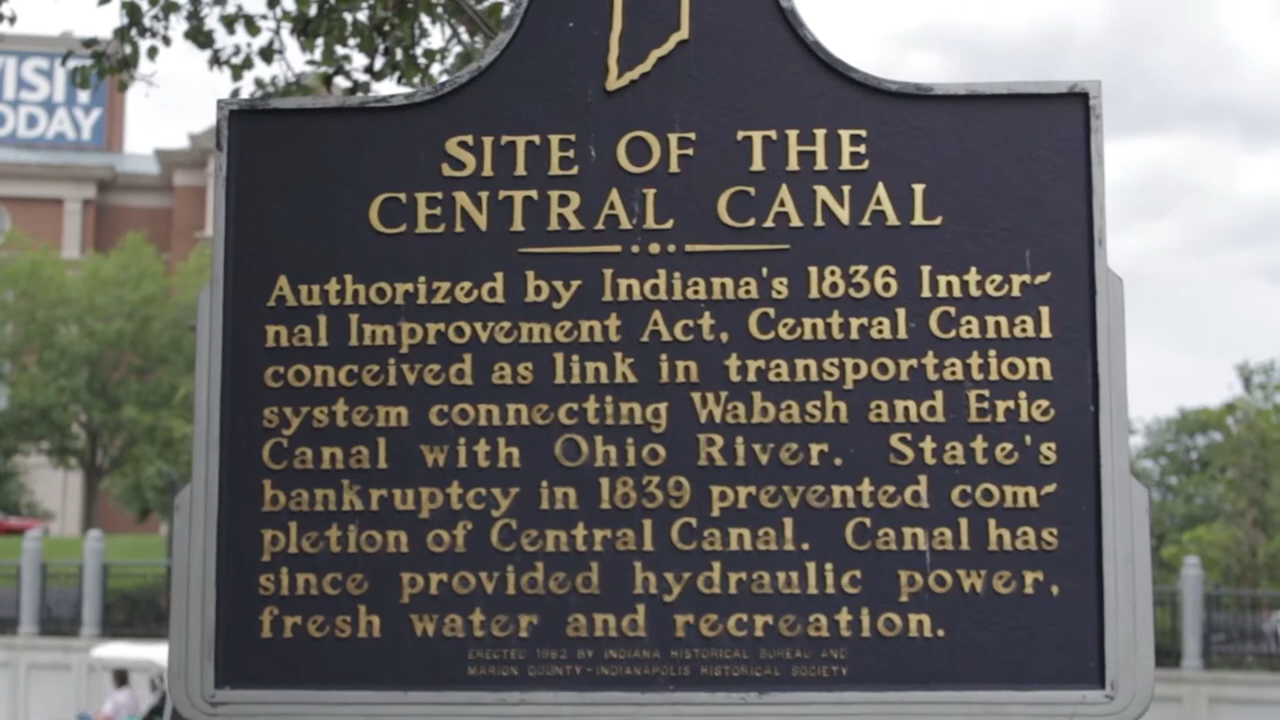 VISIT
TODAY
SITE OF THE
CENTRAL CANAL
Authorized by Indiana's 1836 Inter-
nal Improvement Act, Central Canal
conceived as link in transportation
system connecting Wabash and Erie
Canal with Ohio River. State's
bankruptcy in 1839 prevented com-
pletion of Central Canal. Canal has
since provided hydraulic power,
fresh water and recreation.
ERECTED 1982 BY INDIANA HISTORICAL BUREAU AND
MARION COUNTY-INDIANAPOLIS HISTORICAL SOCIETY